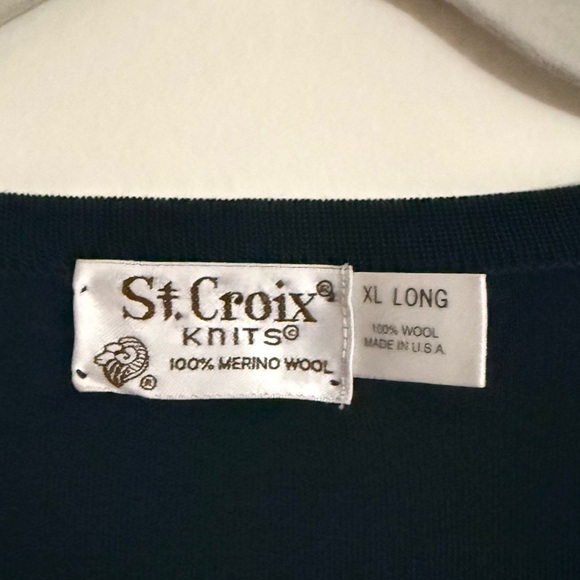 St. Croix®
KNITS©
100% MERINO WOOL
®
XL LONG
100% WOOL
MADE IN U.S.A.